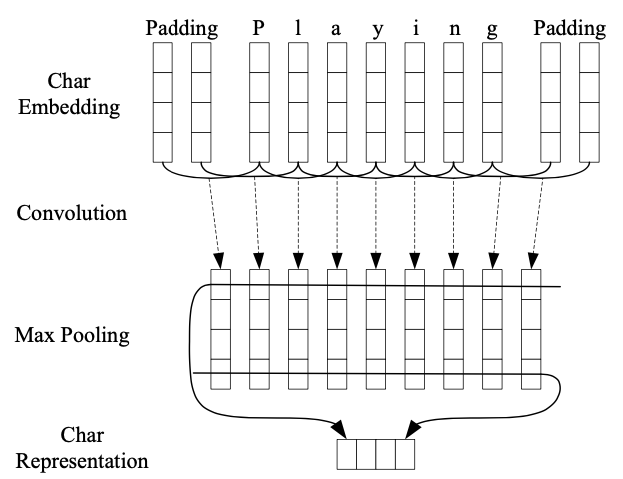 Padding P l a y i n g Padding
Char
Embedding
Convolution
Max Pooling
Char
Representation